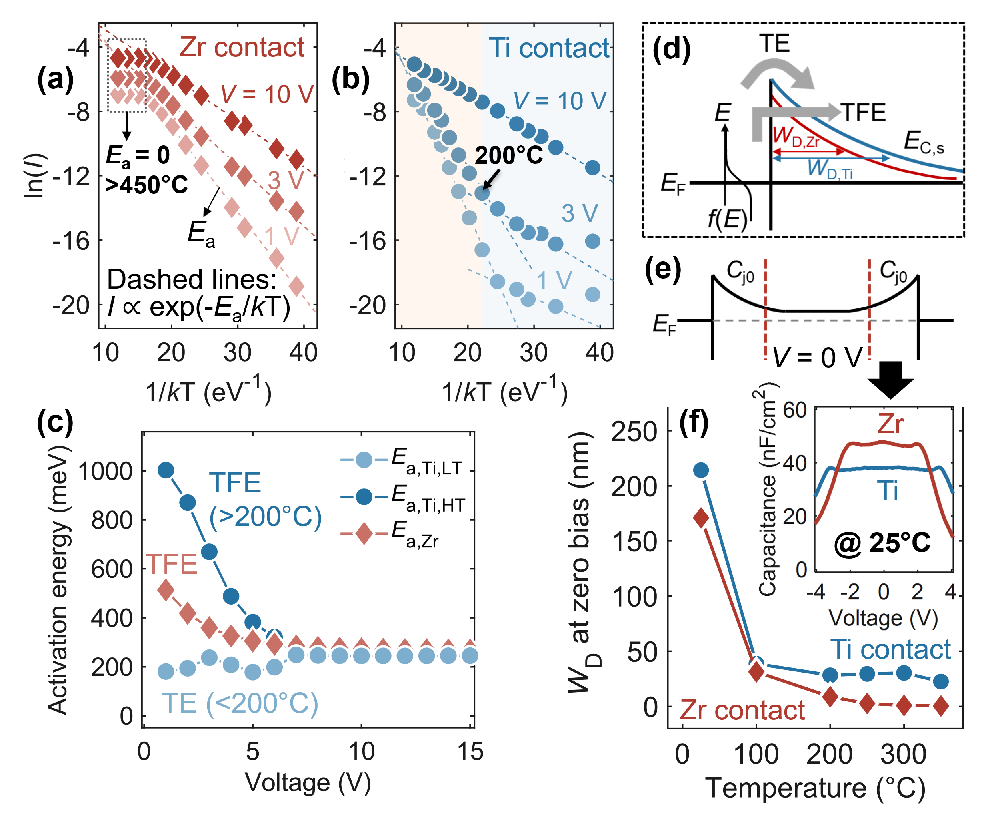 (a)
Zr contact
V = 10 V
3 V
1 V
Ea = 0
>450°C
Ea
Dashed lines:
I ∝ exp(-Ea/kT)
ln(I)
-4
-8
-12
-16
-20
10 20 30 40
1/kT (eV-1)
(b)
Ti contact
V = 10 V
200°C
3 V
1 V
-4
-8
-12
-16
-20
10 20 30 40
1/kT (eV-1)
(c)
Activation energy (meV)
1000
800
600
400
200
0
TFE
(>200°C)
TFE
TE (<200°C)
Ea,Ti,LT
Ea,Ti,HT
Ea,Zr
0 5 10 15
Voltage (V)
(d)
TE
TFE
E
WD,Zr
WD,Ti
EC,s
EF
f(E)
(e)
Cj0
Cj0
EF
V = 0 V
(f)
WD at zero bias (nm)
250
200
150
100
50
0
Capacitance (nF/cm2)
60
40
20
0
Zr
Ti
@ 25°C
-4 -2 0 2 4
Voltage (V)
Ti contact
Zr contact
0 100 200 300
Temperature (°C)